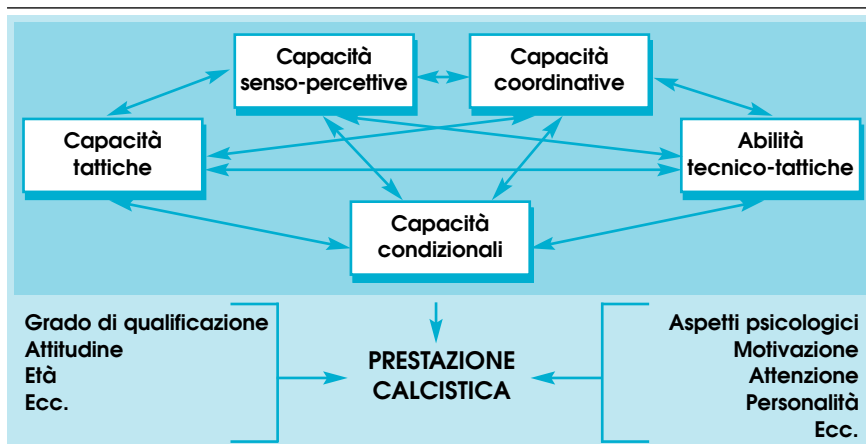 Capacità
senso-percettive
Capacità
coordinative
Capacità
tattiche
Abilità
tecnico-tattiche
Capacità
condizionali
Grado di qualificazione
Attitudine
Età
Ecc.
PRESTAZIONE
CALCISTICA
Aspetti psicologici
Motivazione
Attenzione
Personalità
Ecc.